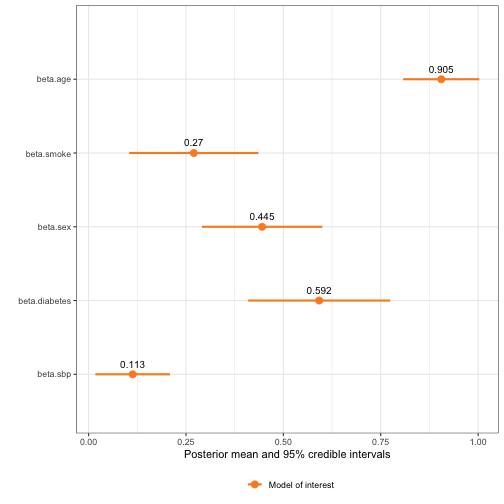 beta.age
0.905
beta.smoke
0.27
beta.sex
0.445
beta.diabetes
0.592
beta.sbp
0.113
0.00 0.25 0.50 0.75 1.00
Posterior mean and 95% credible intervals
Model of interest